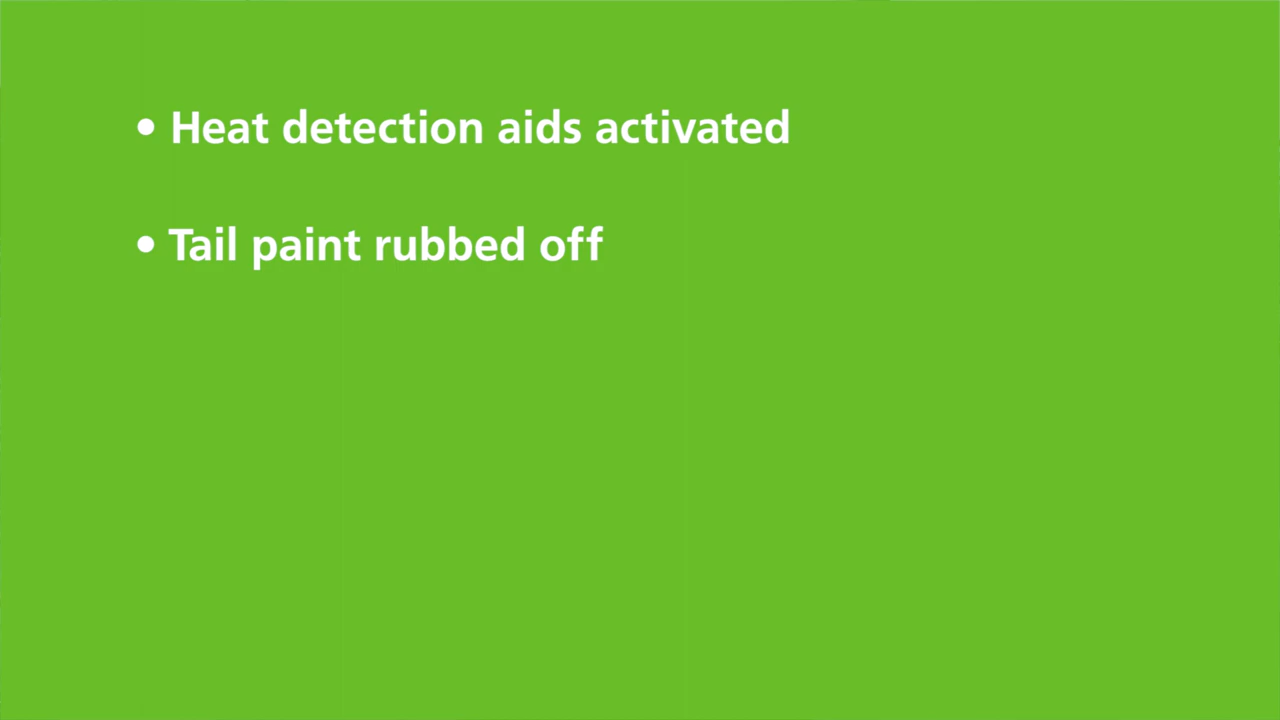 • Heat detection aids activated
• Tail paint rubbed off